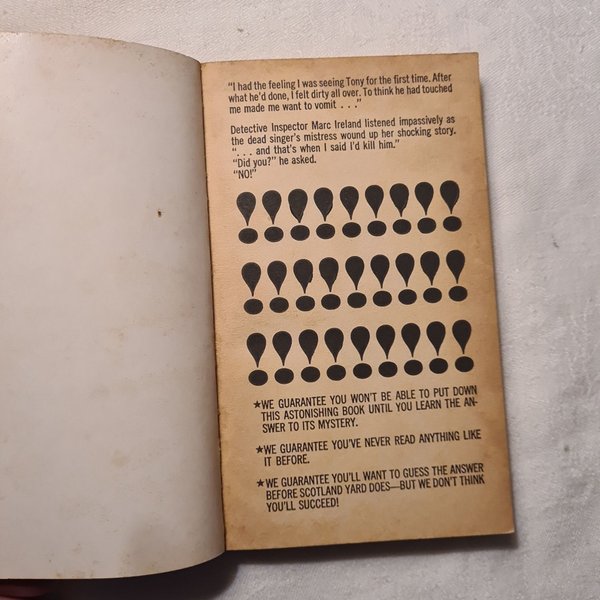 "I had the feeling I was seeing Tony for the first time. After
what he'd done, I felt dirty all over. To think he had touched
me made me want to vomit . . ."
Detective Inspector Marc Ireland listened impassively as
the dead singer's mistress wound up her shocking story.
". . . and that's when I said I'd kill him."
"Did you?" he asked.
"NO!"
! ! ! ! ! ! ! ! !
! ! ! ! ! ! ! ! !
! ! ! ! ! ! ! ! !
★WE GUARANTEE YOU WON'T BE ABLE TO PUT DOWN
THIS ASTONISHING BOOK UNTIL YOU LEARN THE AN-
SWER TO ITS MYSTERY.
★WE GUARANTEE YOU'VE NEVER READ ANYTHING LIKE
IT BEFORE.
★WE GUARANTEE YOU'LL WANT TO GUESS THE ANSWER
BEFORE SCOTLAND YARD DOES—BUT WE DON'T THINK
YOU'LL SUCCEED!